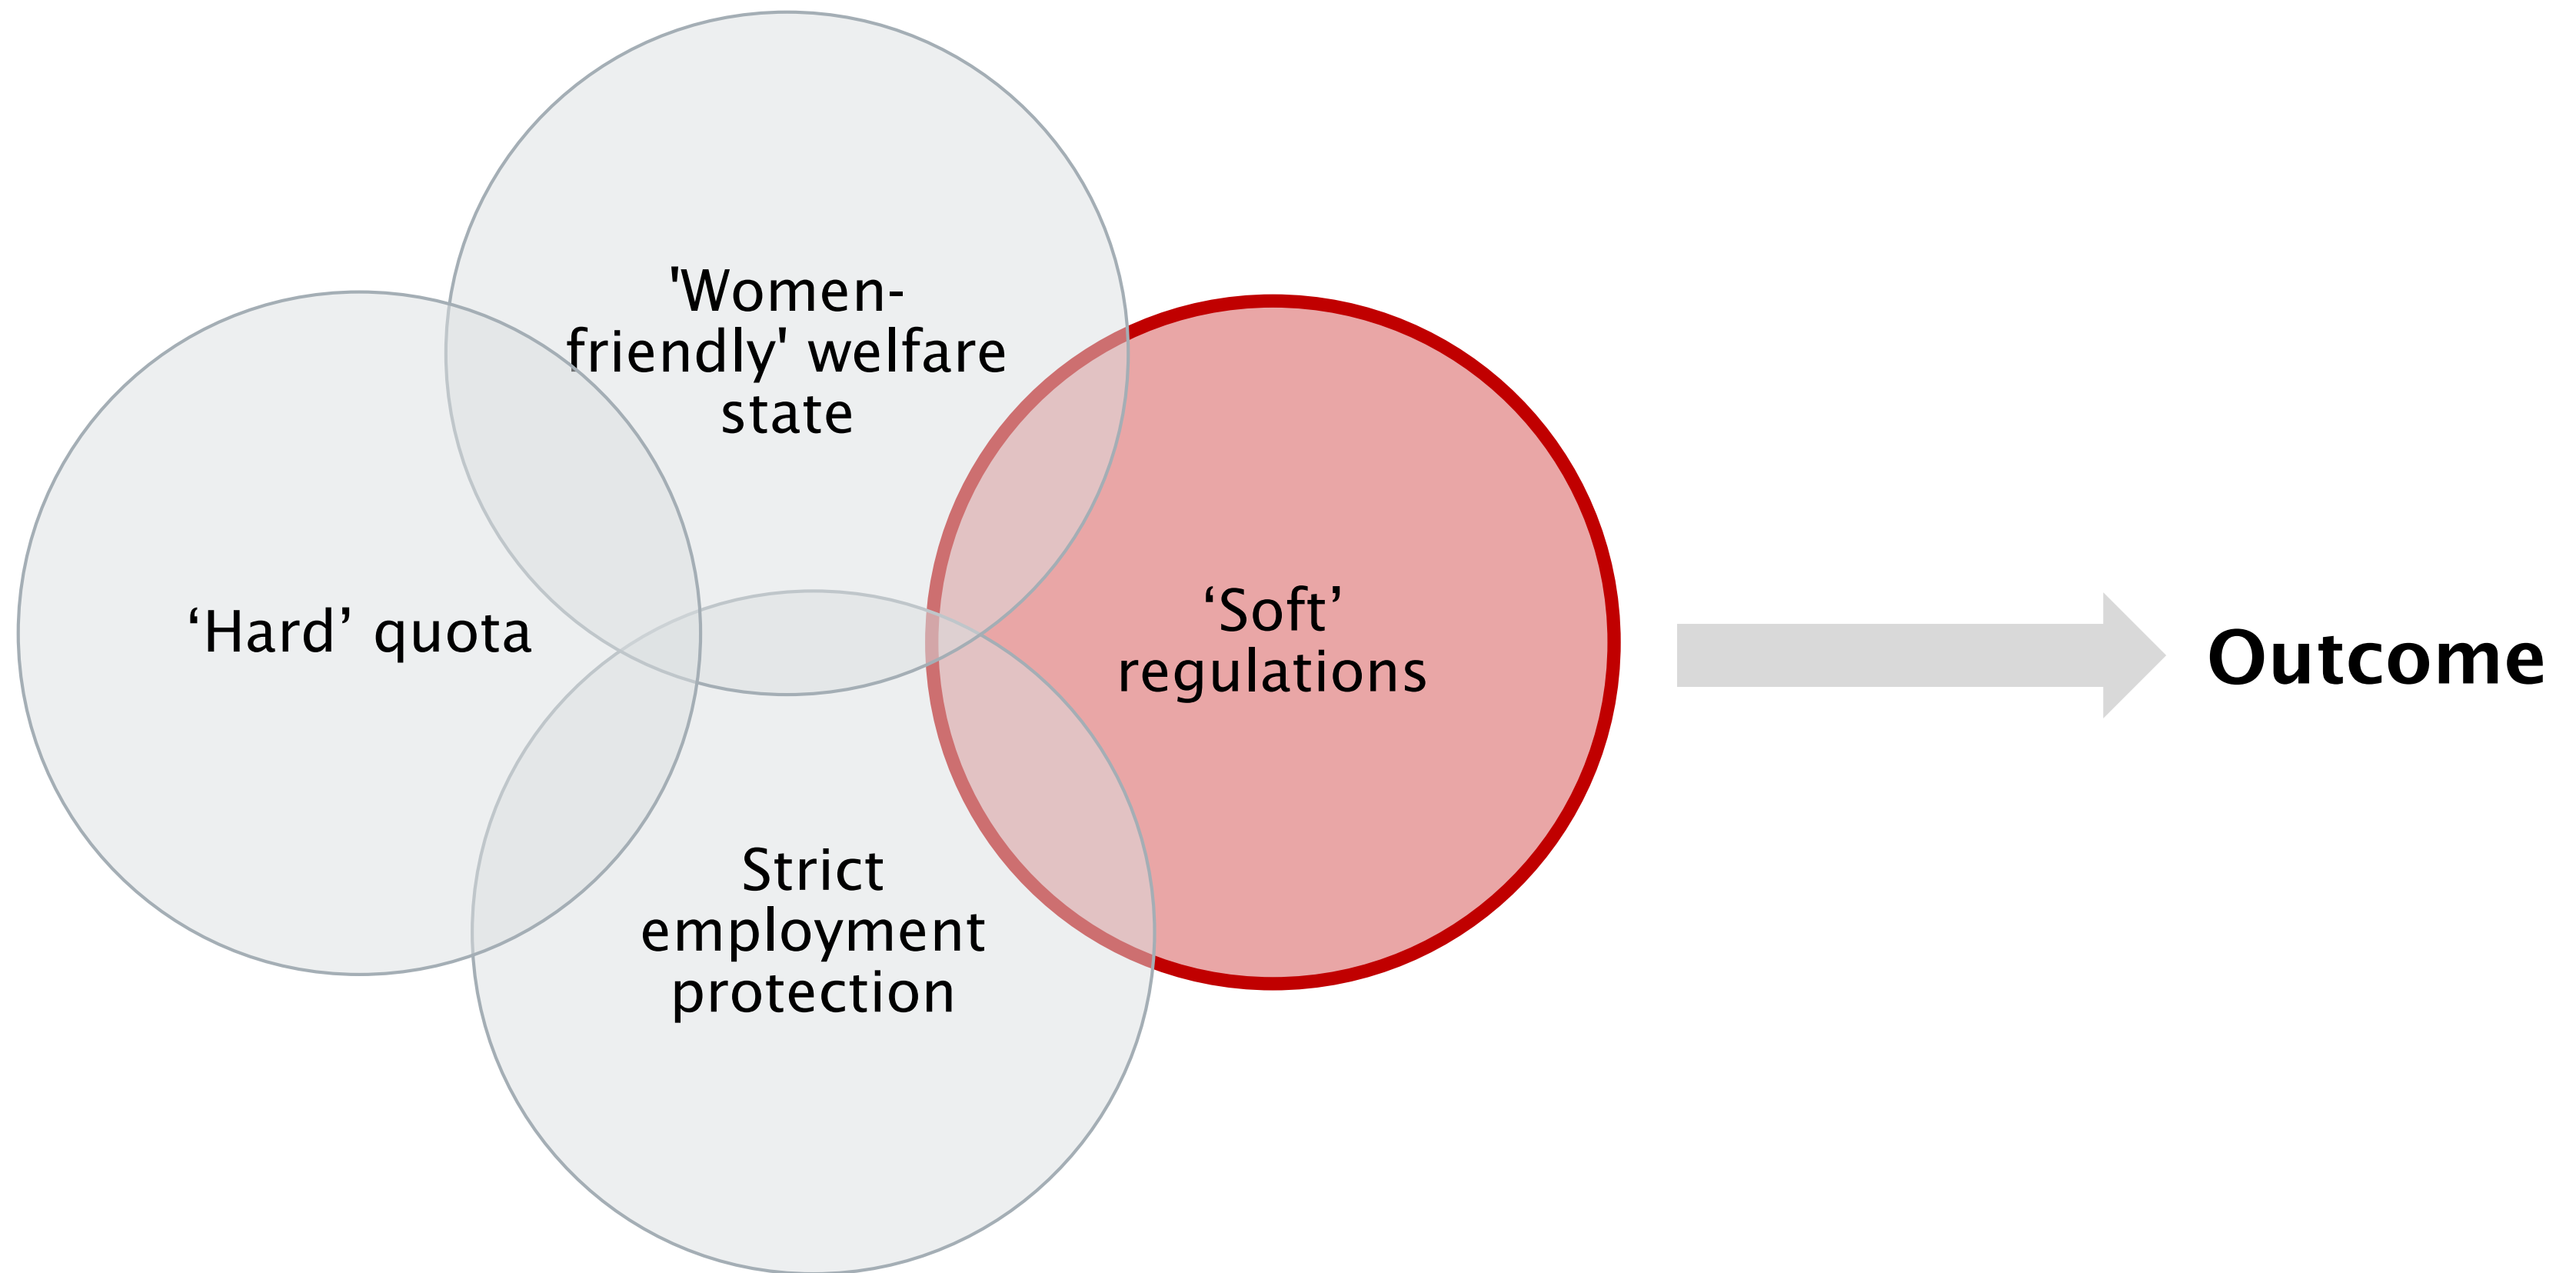 'Women-
friendly' welfare
state
‘Hard’ quota
‘Soft’
regulations
Outcome
Strict
employment
protection